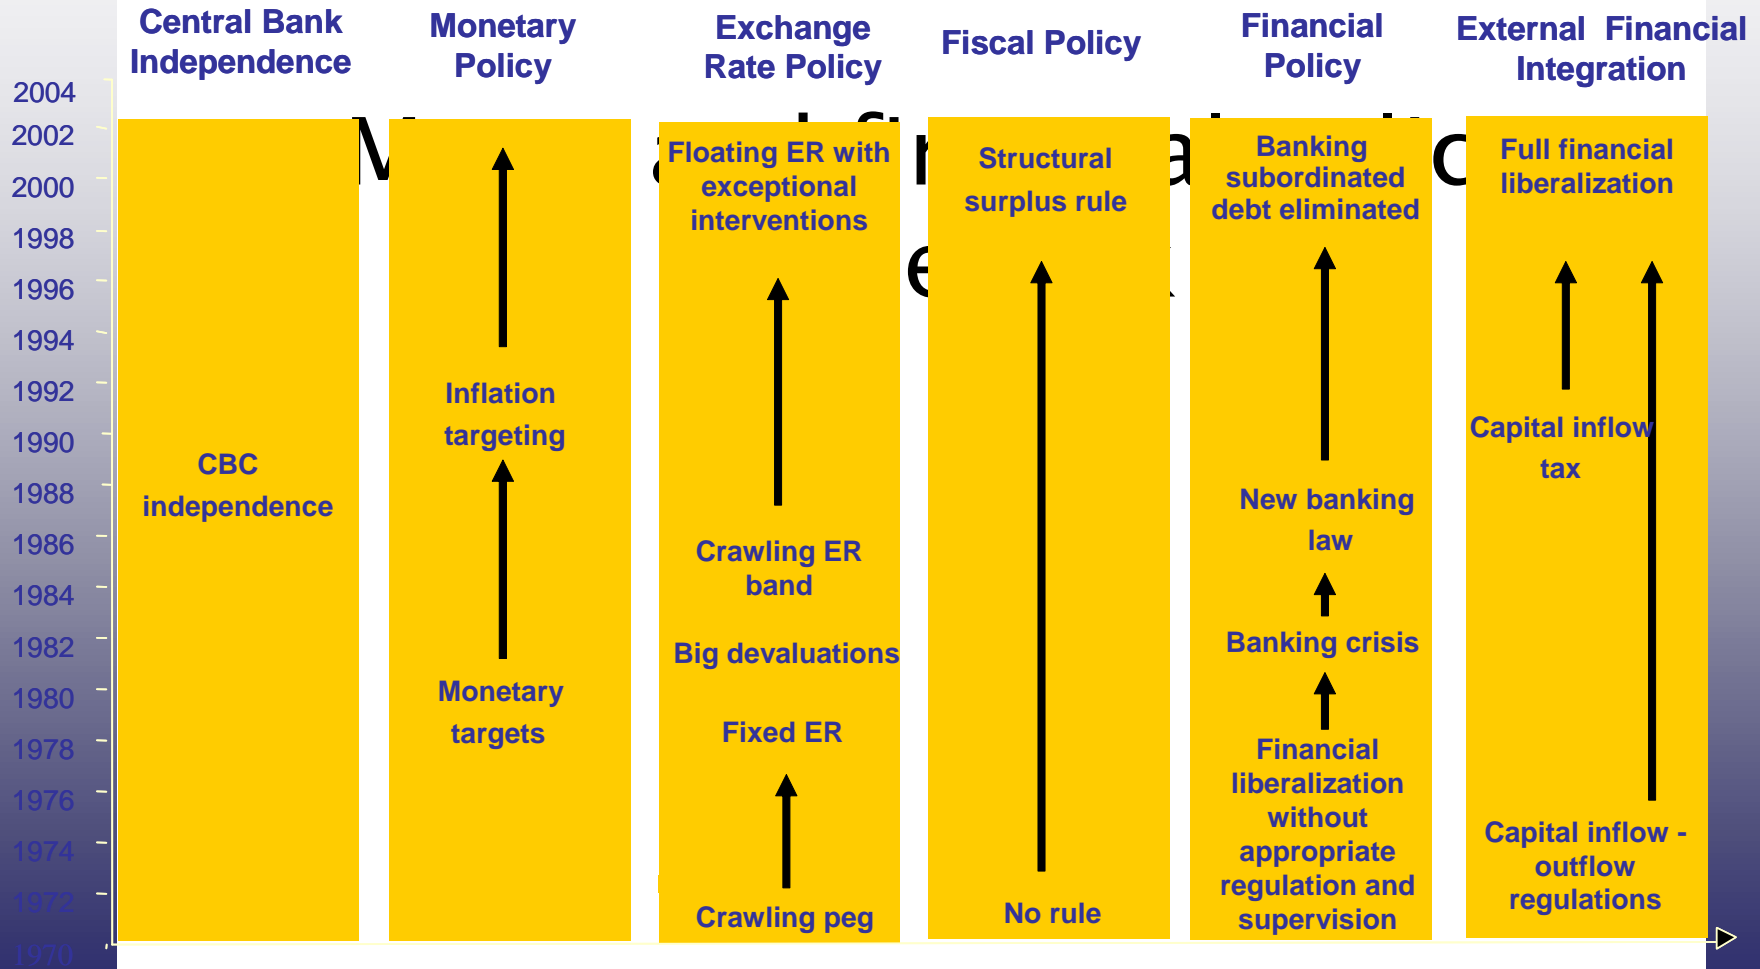 Central Bank
Independence
Monetary
Policy
Exchange
Rate Policy
Fiscal Policy
Financial
Policy
External Financial
Integration
2004
2002
2000
1998
1996
1994
1992
1990
1988
1986
1984
1982
1980
1978
1976
1974
1972
1970
CBC
independence
Inflation
targeting
Monetary
targets
Floating ER with
exceptional
interventions
Crawling ER
band
Big devaluations
Fixed ER
Crawling peg
Structural
surplus rule
No rule
Banking
subordinated
debt eliminated
New banking
law
Banking crisis
Financial
liberalization
without
appropriate
regulation and
supervision
Full financial
liberalization
Capital inflow
tax
Capital inflow -
outflow
regulations